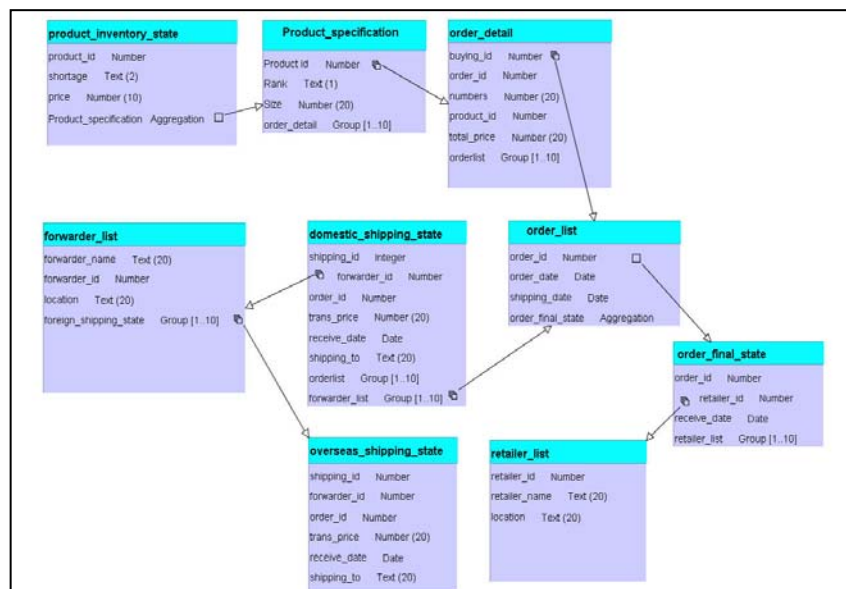 product_inventory_state
product_id Number
shortage Text (2)
price Number (10)
Product_specification Aggregation
Product_specification
Product id Number
Rank Text (1)
Size Number (20)
order_detail Group [1..10]
order_detail
buying_id Number
order_id Number
numbers Number (20)
product_id Number
total_price Number (20)
orderlist Group [1..10]
forwarder_list
forwarder_name Text (20)
forwarder_id Number
location Text (20)
foreign_shipping_state Group [1..10]
domestic_shipping_state
shipping_id Integer
forwarder_id Number
order_id Number
trans_price Number (20)
receive_date Date
shipping_to Text (20)
orderlist Group [1..10]
forwarder_list Group [1..10]
order_list
order_id Number
order_date Date
shipping_date Date
order_final_state Aggregation
order_final_state
order_id Number
retailer_id Number
receive_date Date
retailer_list Group [1..10]
overseas_shipping_state
shipping_id Number
forwarder_id Number
order_id Number
trans_price Number (20)
receive_date Date
shipping_to Text (20)
retailer_list
retailer_id Number
retailer_name Text (20)
location Text (20)